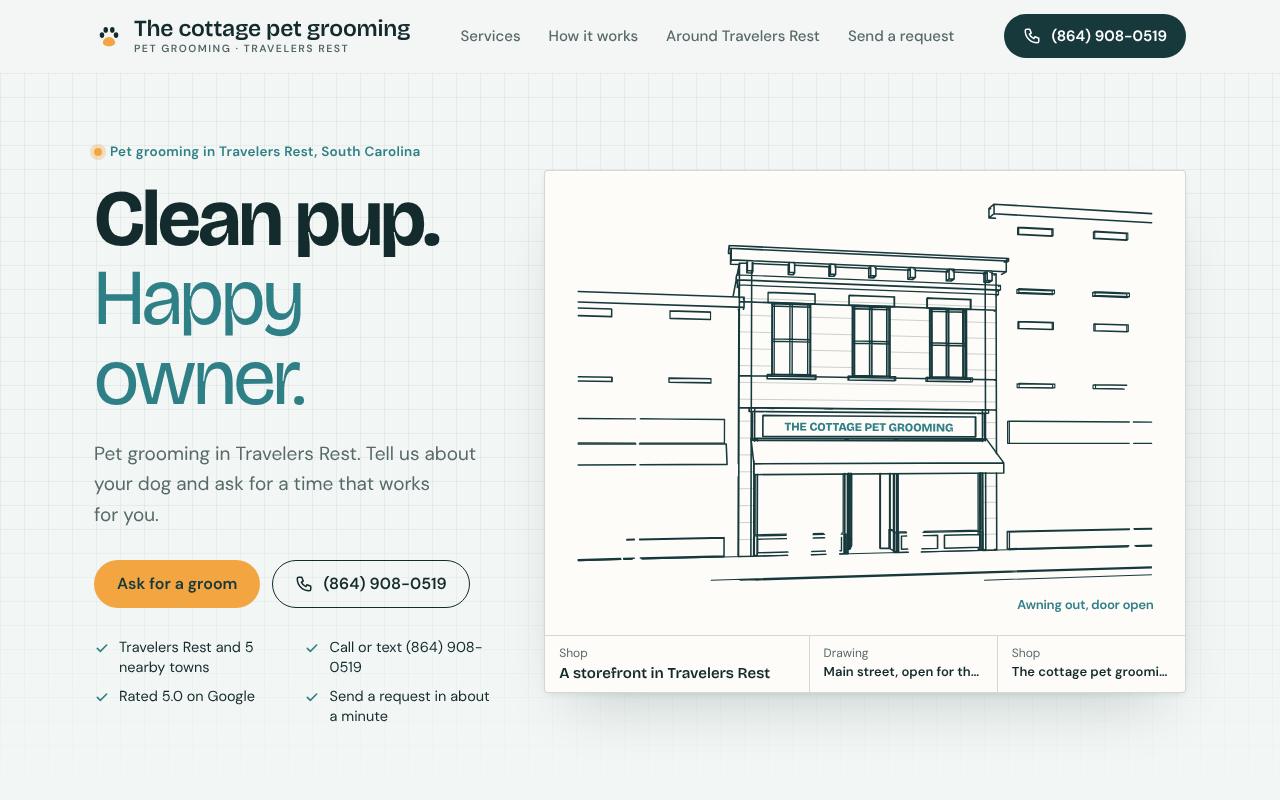 The cottage pet grooming
PET GROOMING · TRAVELERS REST
Services
How it works
Around Travelers Rest
Send a request
(864) 908-0519
Pet grooming in Travelers Rest, South Carolina
Clean pup.
Happy
owner.
Pet grooming in Travelers Rest. Tell us about
your dog and ask for a time that works
for you.
Ask for a groom
(864) 908-0519
Travelers Rest and 5
nearby towns
Call or text (864) 908-
0519
Rated 5.0 on Google
Send a request in about
a minute
THE COTTAGE PET GROOMING
Awning out, door open
Shop
A storefront in Travelers Rest
Drawing
Main street, open for th…
Shop
The cottage pet groomi…